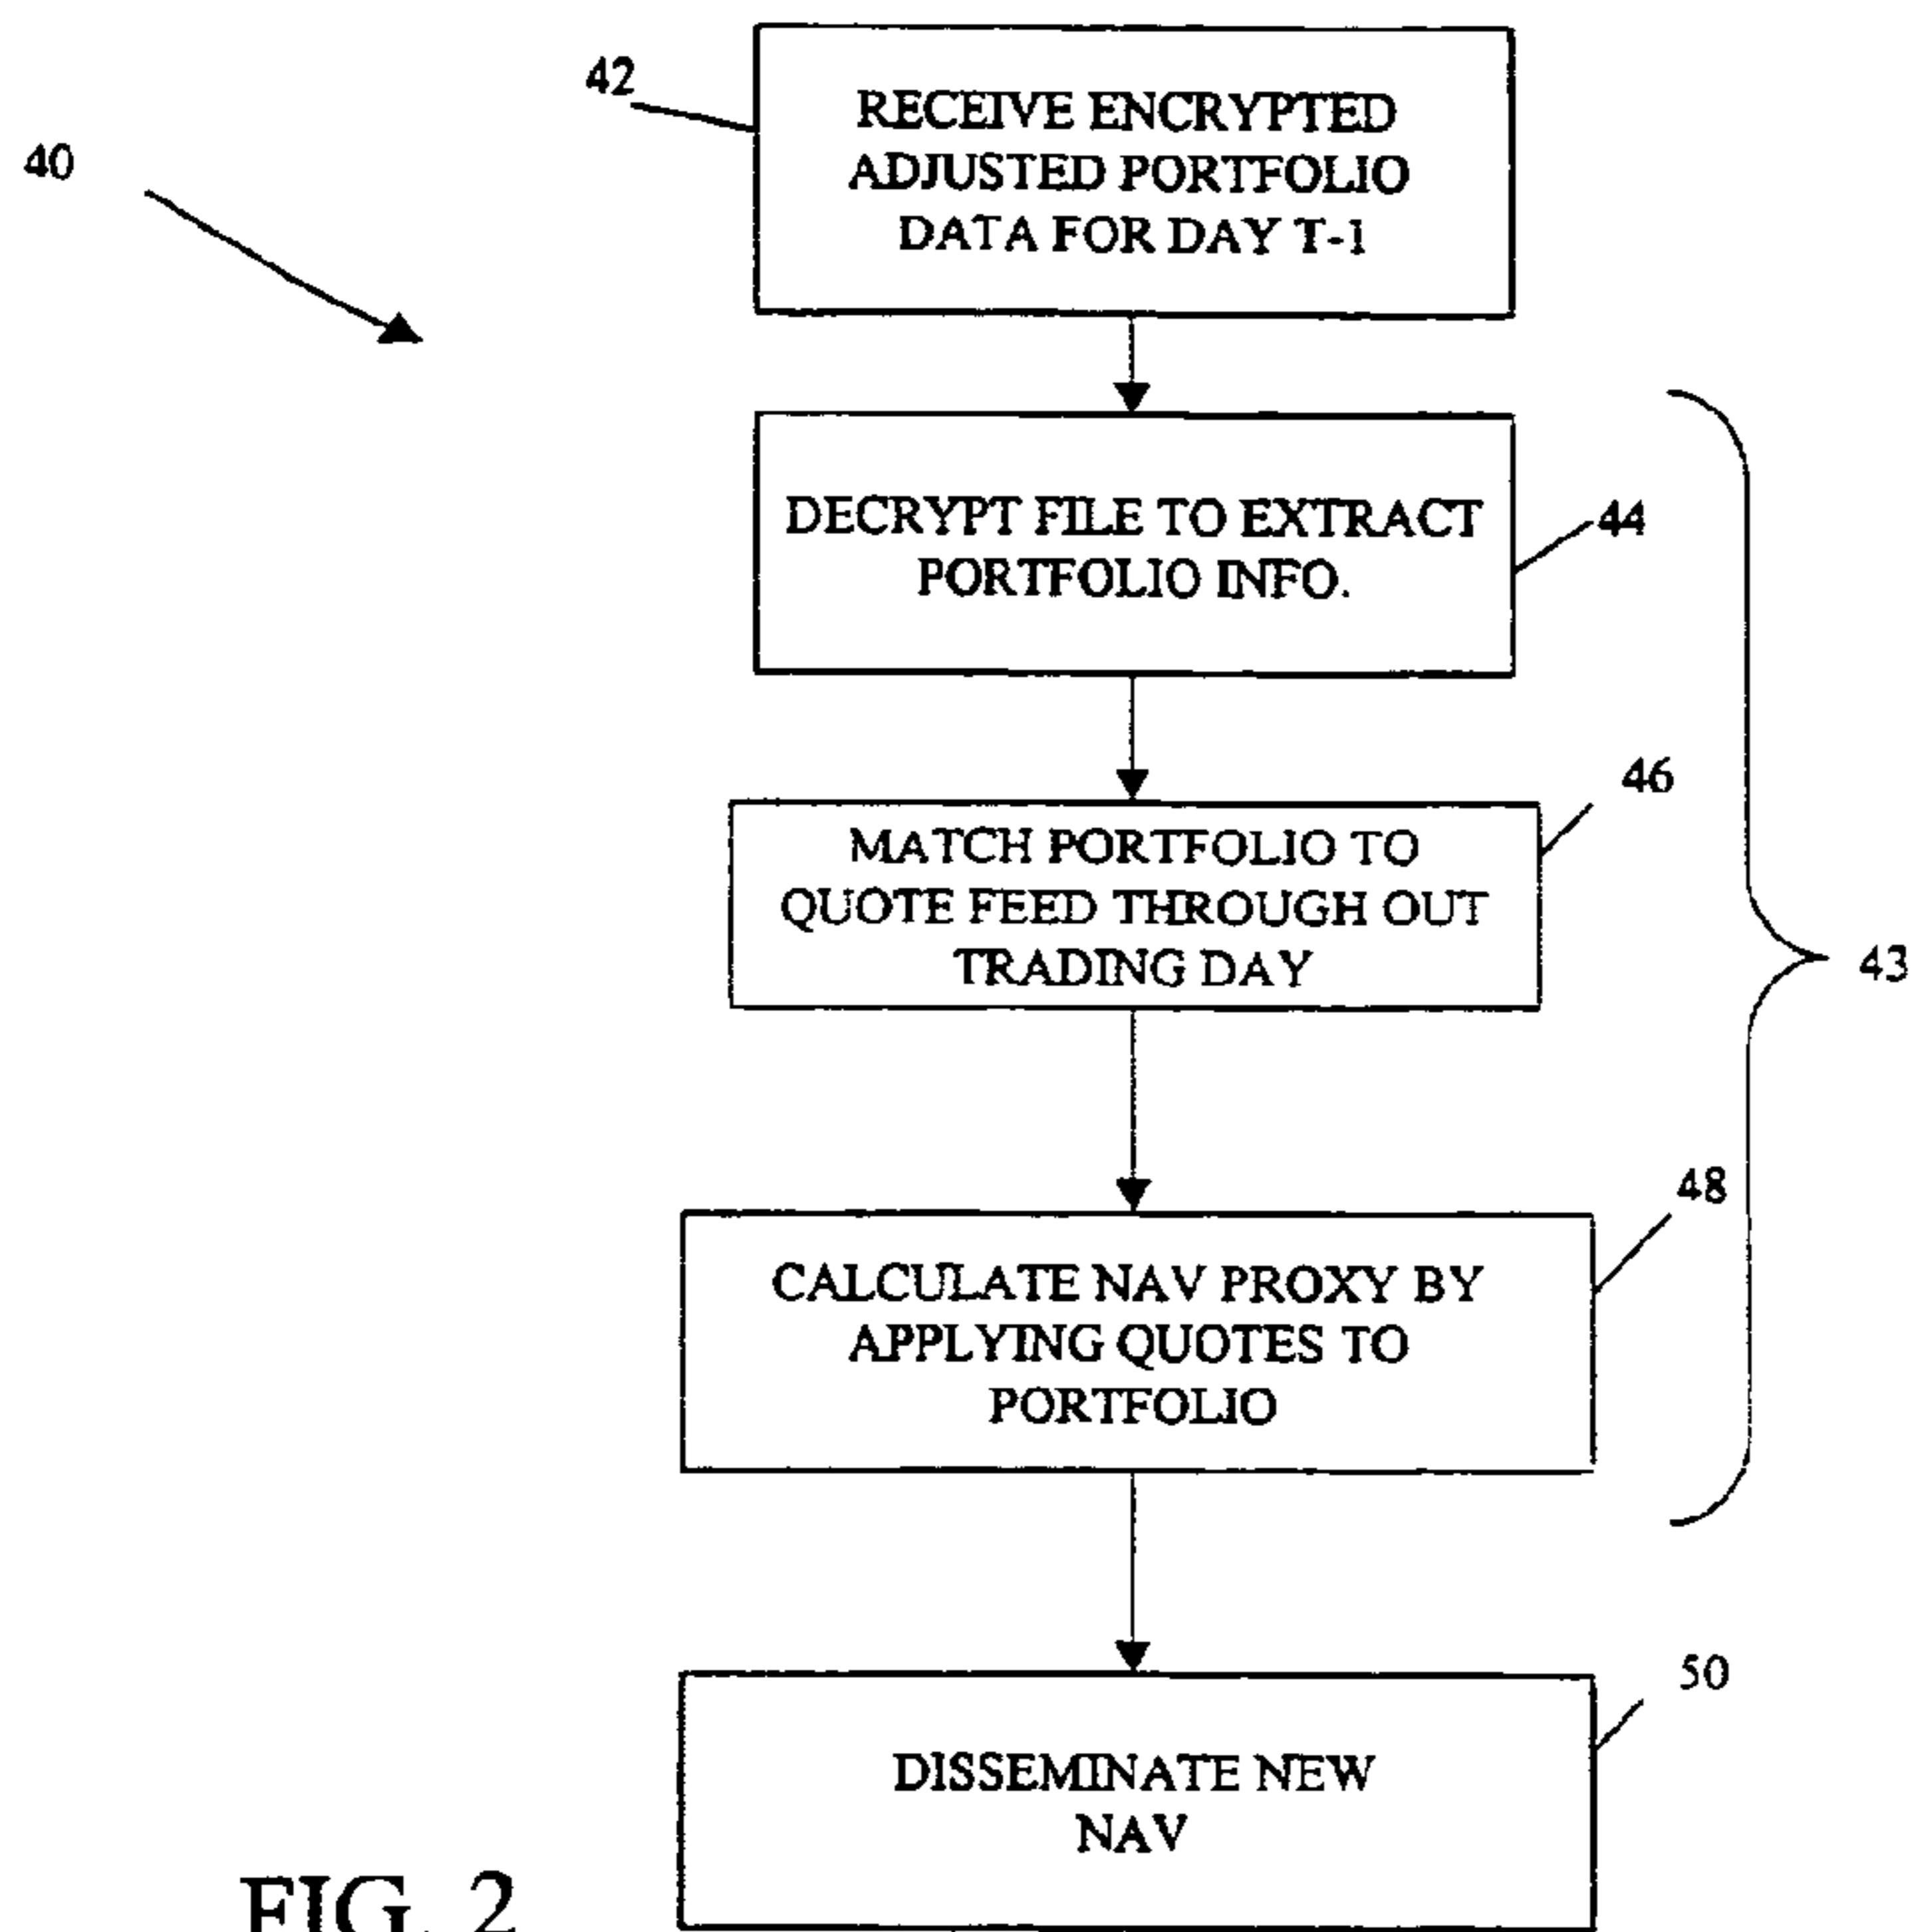 42
RECEIVE ENCRYPTED
ADJUSTED PORTFOLIO
DATA FOR DAY T-1
40
DECRYPT FILE TO EXTRACT
PORTFOLIO INFO.
44
46
MATCH PORTFOLIO TO
QUOTE FEED THROUGH OUT
TRADING DAY
43
48
CALCULATE NAV PROXY BY
APPLYING QUOTES TO
PORTFOLIO
50
DISSEMINATE NEW
NAV
FIG. 2